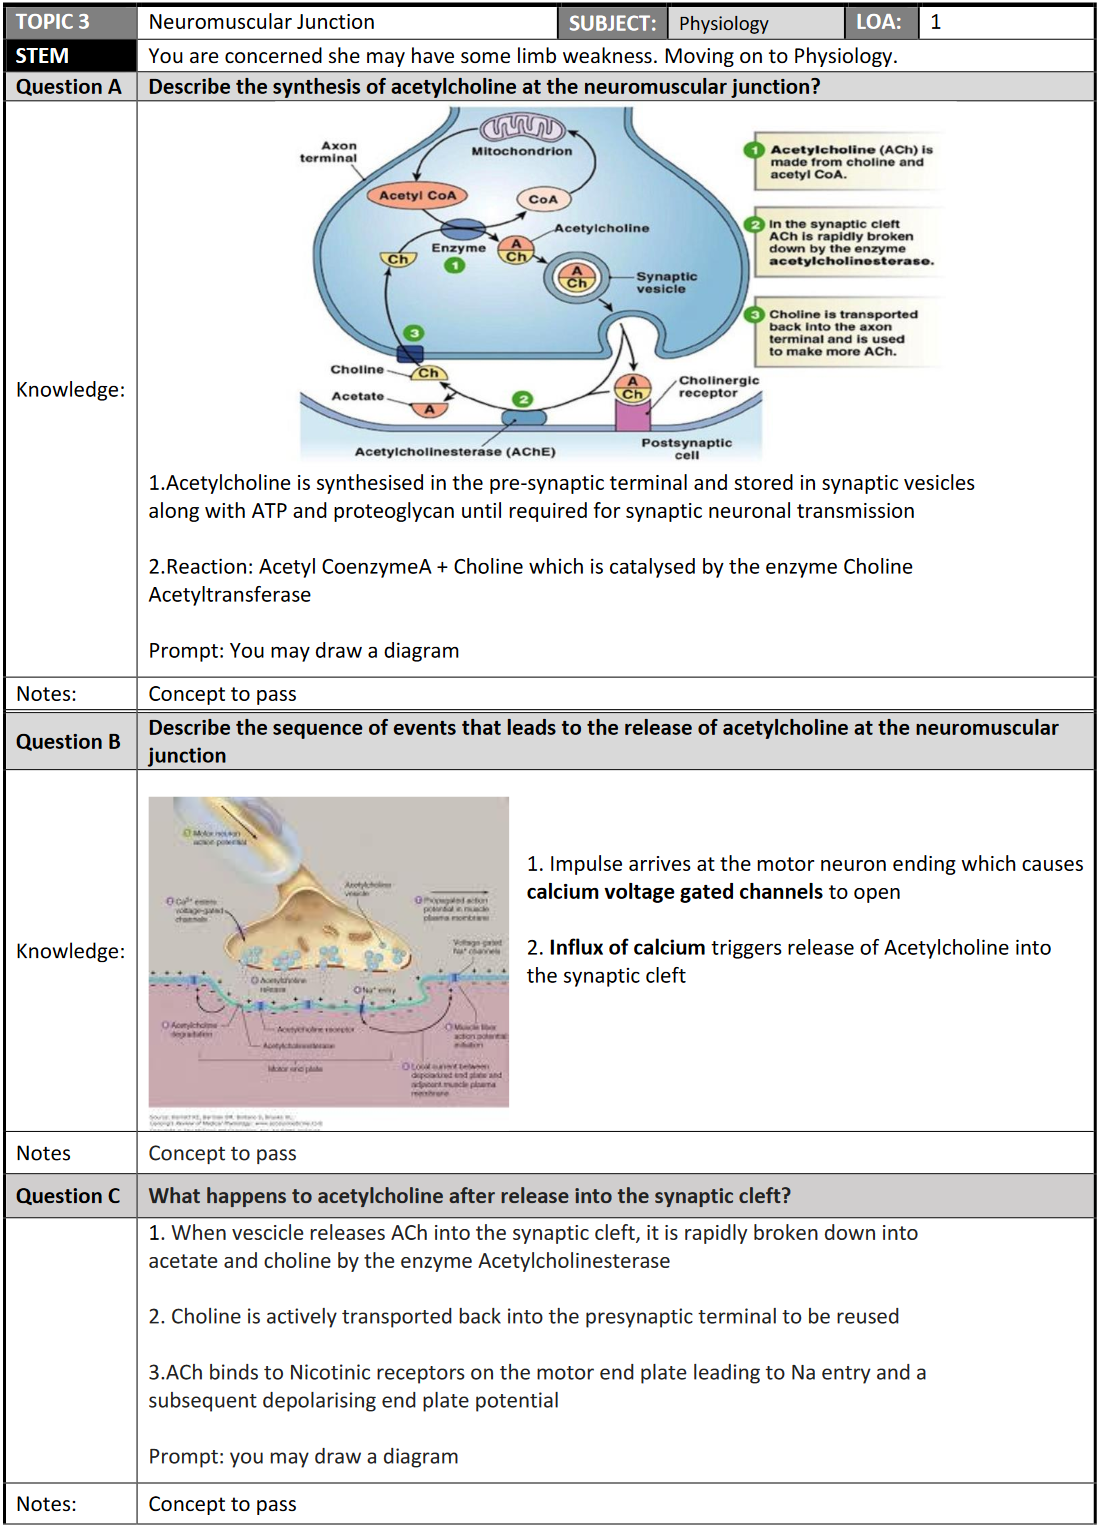 TOPIC 3 Neuromuscular Junction SUBJECT: Physiology LOA: 1
STEM You are concerned she may have some limb weakness. Moving on to Physiology.
Question A Describe the synthesis of acetylcholine at the neuromuscular junction?
Knowledge:
Axon
terminal
Mitochondrion
Acetyl CoA
CoA
Enzyme
1
Acetylcholine
A
Ch
Ch
A
Ch
Synaptic
vesicle
3
Choline
Ch
Acetate
A
2
A
Ch
Cholinergic
receptor
Postsynaptic
cell
Acetylcholinesterase (AChE)
1 Acetylcholine (ACh) is
made from choline and
acetyl CoA.
2 In the synaptic cleft
ACh is rapidly broken
down by the enzyme
acetylcholinesterase.
3 Choline is transported
back into the axon
terminal and is used
to make more ACh.
1.Acetylcholine is synthesised in the pre-synaptic terminal and stored in synaptic vesicles
along with ATP and proteoglycan until required for synaptic neuronal transmission
2.Reaction: Acetyl CoenzymeA + Choline which is catalysed by the enzyme Choline
Acetyltransferase
Prompt: You may draw a diagram
Notes: Concept to pass
Question B Describe the sequence of events that leads to the release of acetylcholine at the neuromuscular
junction
Knowledge:
Motor neuron
action potential
Ca2+ enters
voltage-gated
channels
Acetylcholine
vesicle
Propagated action
potential in muscle
plasma membrane
Voltage-gated
Na+ channels
Acetylcholine
release
Na+ entry
Acetylcholine
degradation
Acetylcholine receptor
Acetylcholinesterase
Motor end plate
Muscle fiber
action potential
initiation
Local current between
depolarized end plate and
adjacent muscle plasma
membrane
1. Impulse arrives at the motor neuron ending which causes
calcium voltage gated channels to open
2. Influx of calcium triggers release of Acetylcholine into
the synaptic cleft
Notes Concept to pass
Question C What happens to acetylcholine after release into the synaptic cleft?
1. When vescicle releases ACh into the synaptic cleft, it is rapidly broken down into
acetate and choline by the enzyme Acetylcholinesterase
2. Choline is actively transported back into the presynaptic terminal to be reused
3.ACh binds to Nicotinic receptors on the motor end plate leading to Na entry and a
subsequent depolarising end plate potential
Prompt: you may draw a diagram
Notes: Concept to pass